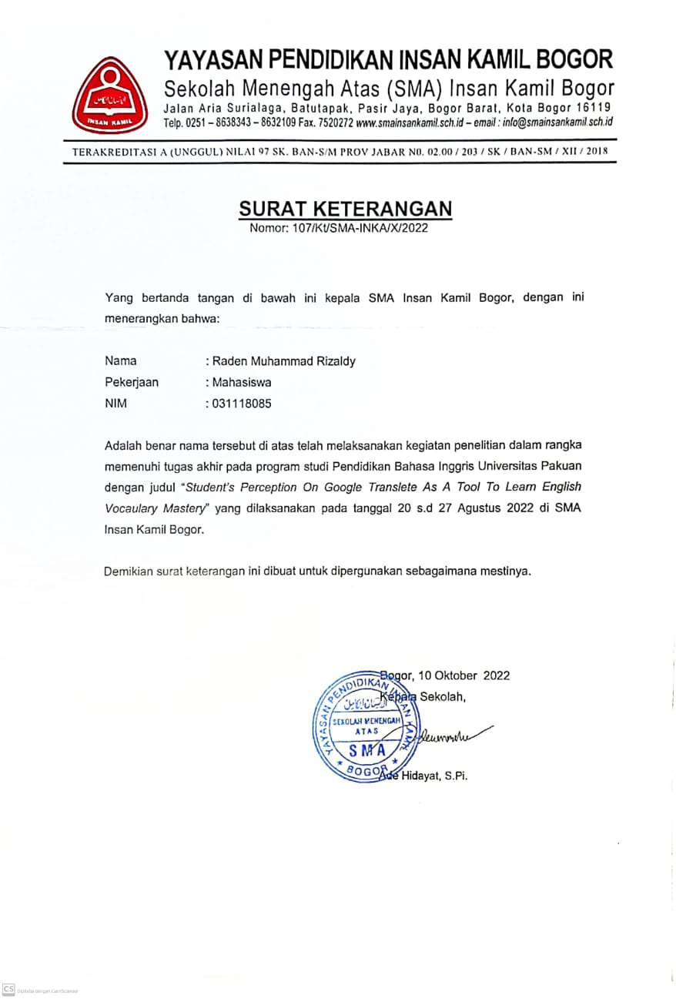 YAYASAN PENDIDIKAN INSAN KAMIL BOGOR
Sekolah Menengah Atas (SMA) Insan Kamil Bogor
Jalan Aria Surialaga, Batutapak, Pasir Jaya, Bogor Barat, Kota Bogor 16119
Telp. 0251 – 8638343 – 8632109 Fax. 7520272 www.smainsankamil.sch.id – email : info@smainsankamil.sch.id
INSAN KAMIL
TERAKREDITASI A (UNGGUL) NILAI 97 SK. BAN-S/M PROV JABAR N0. 02.00 / 203 / SK / BAN-SM / XII / 2018
SURAT KETERANGAN
Nomor: 107/Kt/SMA-INKA/X/2022
Yang bertanda tangan di bawah ini kepala SMA Insan Kamil Bogor, dengan ini
menerangkan bahwa:
Nama : Raden Muhammad Rizaldy
Pekerjaan : Mahasiswa
NIM : 031118085
Adalah benar nama tersebut di atas telah melaksanakan kegiatan penelitian dalam rangka
memenuhi tugas akhir pada program studi Pendidikan Bahasa Inggris Universitas Pakuan
dengan judul “Student's Perception On Google Translete As A Tool To Learn English
Vocaulary Mastery” yang dilaksanakan pada tanggal 20 s.d 27 Agustus 2022 di SMA
Insan Kamil Bogor.
Demikian surat keterangan ini dibuat untuk dipergunakan sebagaimana mestinya.
Bogor, 10 Oktober 2022
Kepala Sekolah,
YAYASAN PENDIDIKAN INSAN KAMIL
SEKOLAH MENENGAH
ATAS
SMA
BOGOR
Ade Hidayat, S.Pi.
CS Dipindai dengan CamScanner